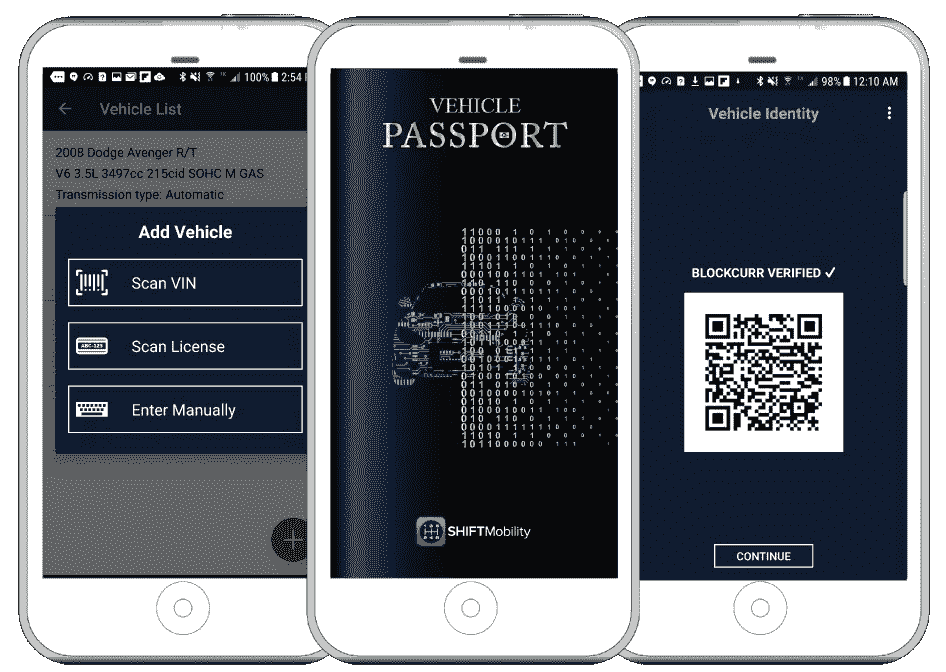 100% 2:54
Vehicle List
2008 Dodge Avenger R/T
V6 3.5L 3497cc 215cid SOHC M GAS
Transmission type: Automatic
Add Vehicle
Scan VIN
ABC-123
Scan License
Enter Manually
VEHICLE
PASSPORT
SHIFTMobility
98% 12:10 AM
Vehicle Identity
BLOCKCURR VERIFIED ✓
CONTINUE